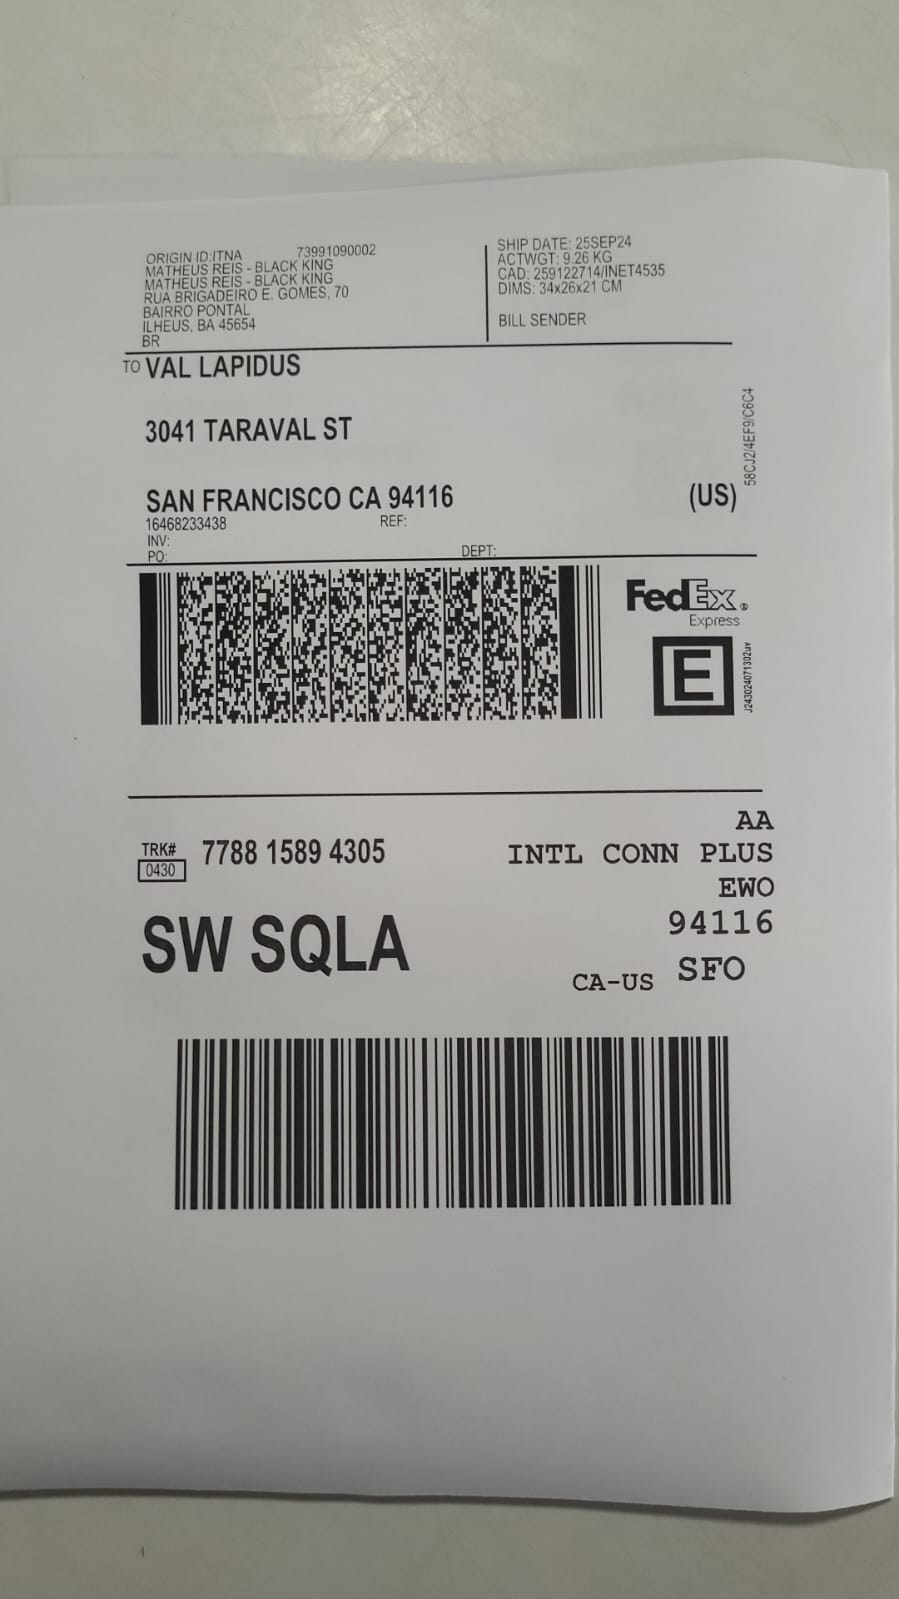 ORIGIN ID:ITNA 73991090002
MATHEUS REIS - BLACK KING
MATHEUS REIS - BLACK KING
RUA BRIGADEIRO E. GOMES, 70
BAIRRO PONTAL
ILHEUS, BA 45654
BR
SHIP DATE: 25SEP24
ACTWGT: 9.26 KG
CAD: 259122714/INET4535
DIMS: 34x26x21 CM
BILL SENDER
TO VAL LAPIDUS
3041 TARAVAL ST
SAN FRANCISCO CA 94116 (US)
16468233438 REF:
INV:
PO: DEPT:
58CJ2/4EF9/C6C4
FedEx®
Express
E
J243024071302uv
TRK# 7788 1589 4305
0430
AA
INTL CONN PLUS
EWO
94116
SW SQLA
CA-US SFO